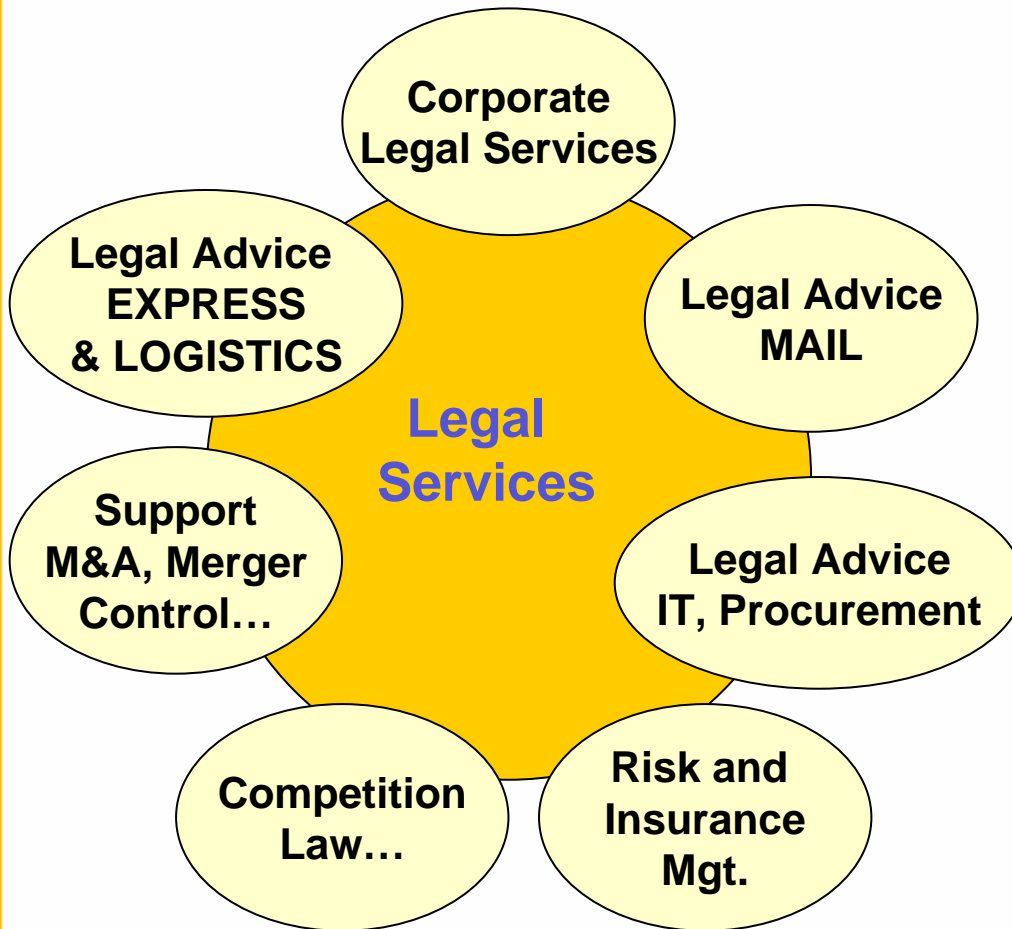 Corporate
Legal Services
Legal Advice
EXPRESS
& LOGISTICS
Legal Advice
MAIL
Legal
Services
Support
M&A, Merger
Control…
Legal Advice
IT, Procurement
Competition
Law…
Risk and
Insurance
Mgt.